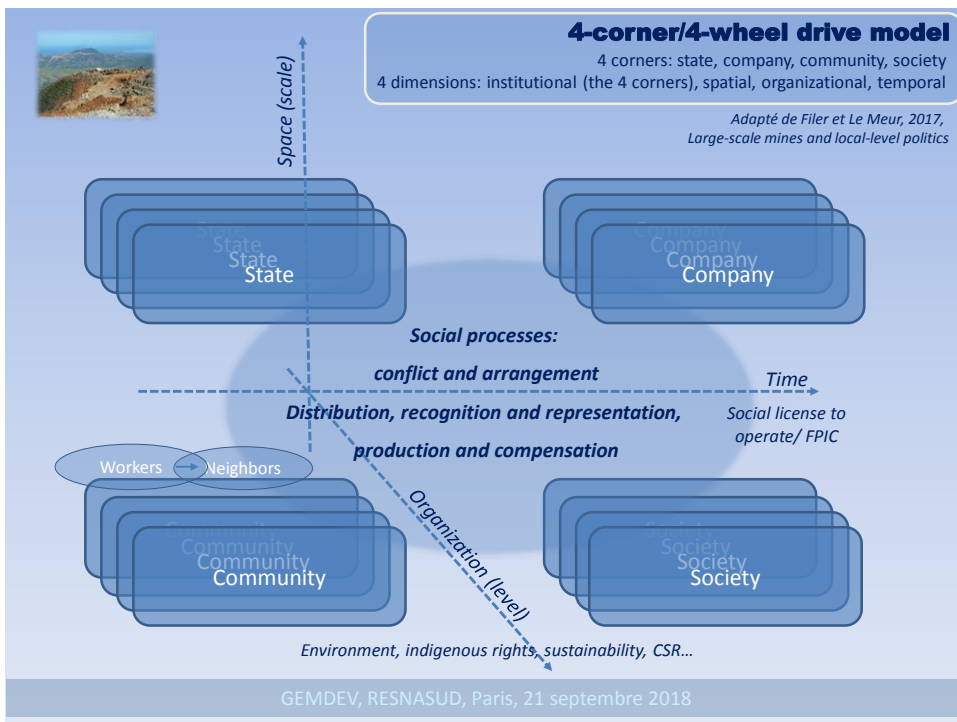 4-corner/4-wheel drive model
4 corners: state, company, community, society
4 dimensions: institutional (the 4 corners), spatial, organizational, temporal
Adapté de Filer et Le Meur, 2017,
Large-scale mines and local-level politics
Space (scale)
State
State
State
State
Company
Company
Company
Company
Social processes:
conflict and arrangement
Time
Distribution, recognition and representation,
production and compensation
Social license to
operate/ FPIC
Workers
Neighbors
Organization (level)
Community
Community
Community
Community
Society
Society
Society
Society
Environment, indigenous rights, sustainability, CSR...
GEMDEV, RESNASUD, Paris, 21 septembre 2018